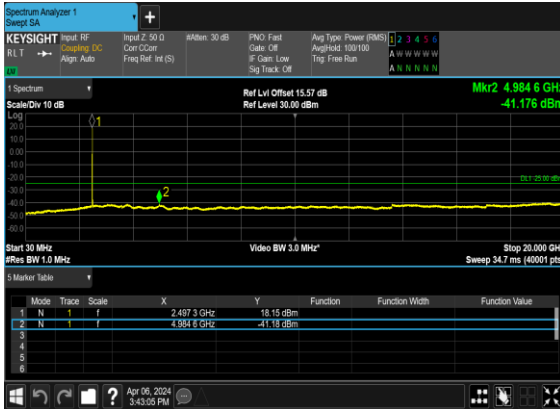 Spectrum Analyzer 1
Swept SA
+
KEYSIGHT Input: RF Input Z: 50 Ω #Atten: 30 dB PNO: Fast Avg Type: Power (RMS) 1 2 3 4 5 6
RLT Coupling: DC Corr CCorr Gate: Off Avg|Hold: 100/100 A W W W W W
Align: Auto Freq Ref: Int (S) IF Gain: Low Trig: Free Run
Sig Track: Off A N N N N N
1 Spectrum Ref Lvl Offset 15.57 dB Mkr2 4.984 6 GHz
Scale/Div 10 dB Ref Level 30.00 dBm -41.176 dBm
Log
20.0
10.0
0.00
-10.0
-20.0
-30.0
-40.0
-50.0
-60.0
1
2
DL1 -25.00 dBm
Start 30 MHz Video BW 3.0 MHz* Stop 20.000 GH
#Res BW 1.0 MHz Sweep 34.7 ms (40001 pts
5 Marker Table
Mode Trace Scale X Y Function Function Width Function Value
1 N 1 f 2.497 3 GHz 18.15 dBm
2 N 1 f 4.984 6 GHz -41.18 dBm
3
4
5
6
? Apr 06, 2024
3:43:05 PM